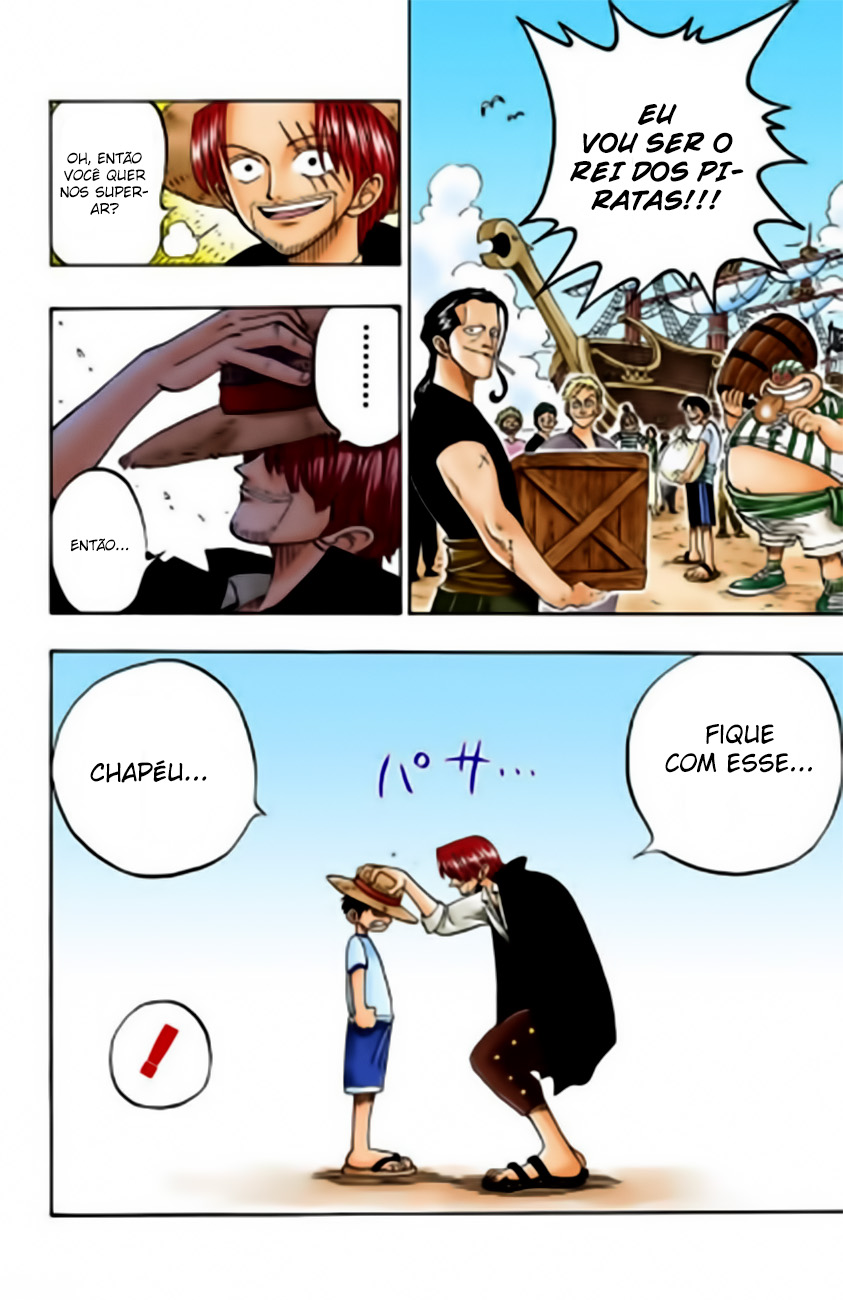 EU
VOU SER O
REI DOS PI-
RATAS!!!
OH, ENTÃO
VOCÊ QUER
NOS SUPER-
AR?
.........
ENTÃO...
FIQUE
COM ESSE...
パサ...
CHAPÉU...
!